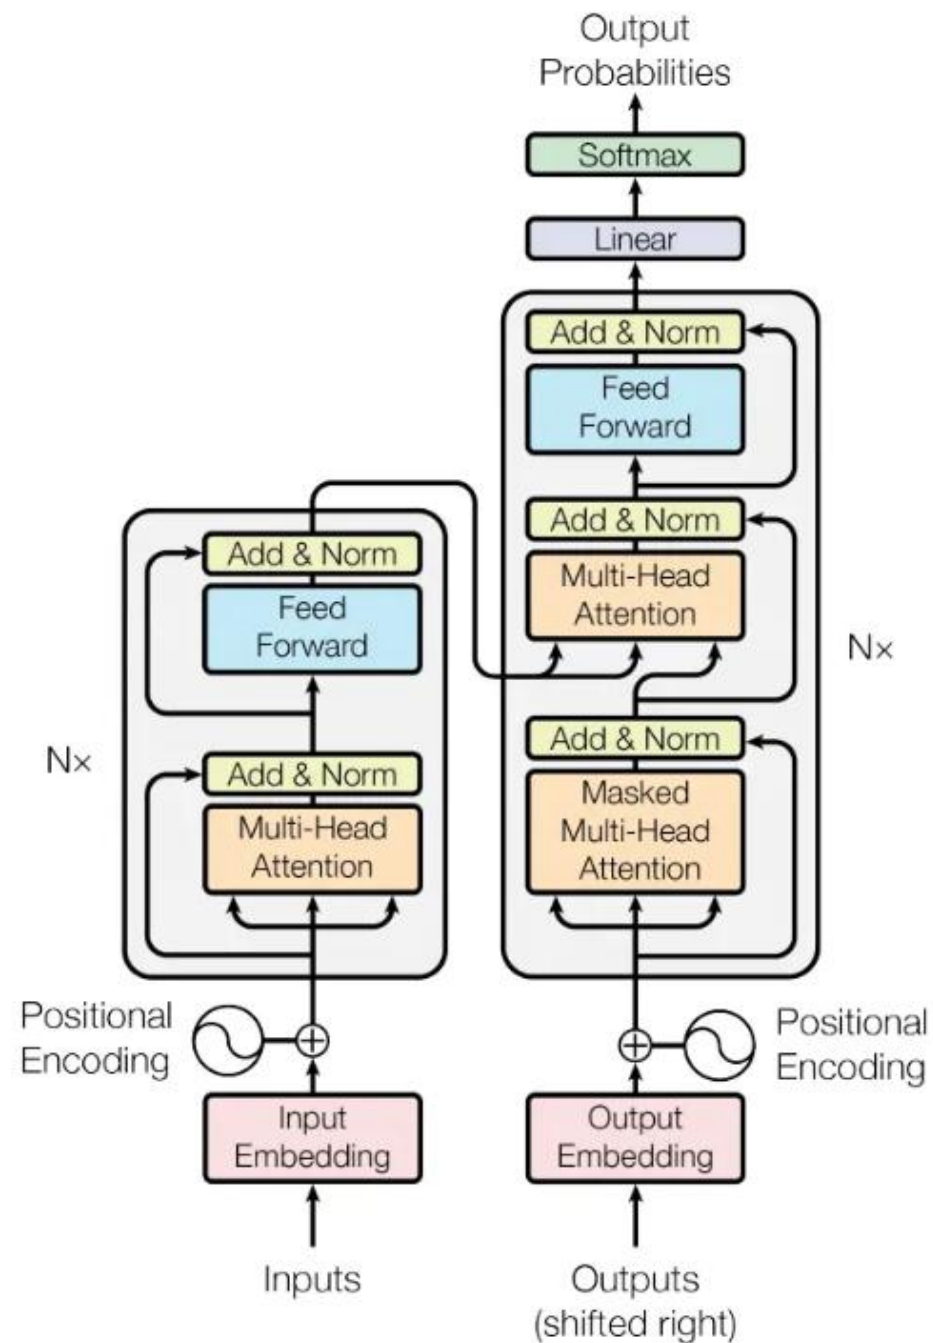 Output
Probabilities
Softmax
Linear
Add & Norm
Feed
Forward
Add & Norm
Multi-Head
Attention
N×
Add & Norm
Masked
Multi-Head
Attention
Add & Norm
Feed
Forward
N×
Add & Norm
Multi-Head
Attention
Positional
Encoding
Positional
Encoding
Input
Embedding
Output
Embedding
Inputs
Outputs
(shifted right)